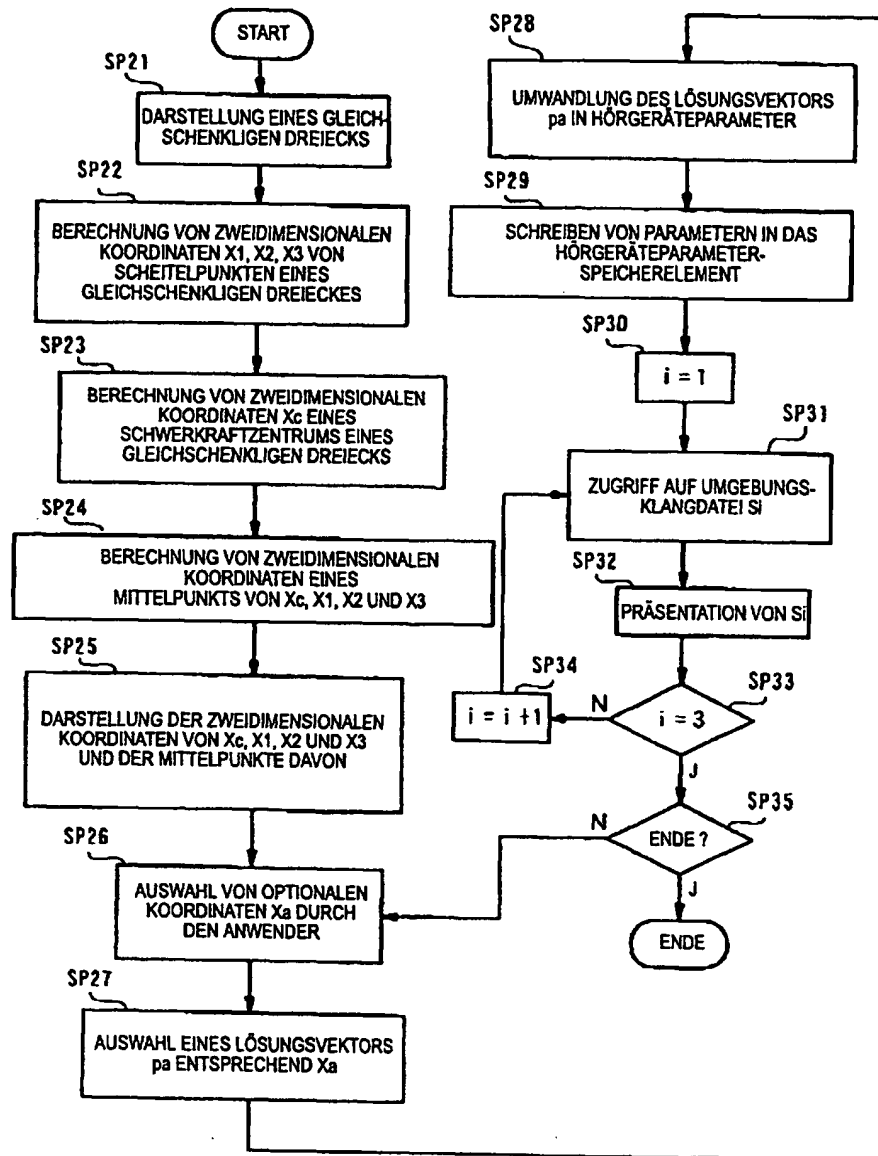 START
SP21
DARSTELLUNG EINES GLEICH-
SCHENKLIGEN DREIECKS
SP22
BERECHNUNG VON ZWEIDIMENSIONALEN
KOORDINATEN X1, X2, X3 VON
SCHEITELPUNKTEN EINES
GLEICHSCHENKLIGEN DREIECKES
SP23
BERECHNUNG VON ZWEIDIMENSIONALEN
KOORDINATEN Xc EINES
SCHWERKRAFTZENTRUMS EINES
GLEICHSCHENKLIGEN DREIECKS
SP24
BERECHNUNG VON ZWEIDIMENSIONALEN
KOORDINATEN EINES
MITTELPUNKTS VON Xc, X1, X2 UND X3
SP25
DARSTELLUNG DER ZWEIDIMENSIONALEN
KOORDINATEN VON Xc, X1, X2 UND X3
UND DER MITTELPUNKTE DAVON
SP26
AUSWAHL VON OPTIONALEN
KOORDINATEN Xa DURCH
DEN ANWENDER
SP27
AUSWAHL EINES LÖSUNGSVEKTORS
pa ENTSPRECHEND Xa
SP28
UMWANDLUNG DES LÖSUNGSVEKTORS
pa IN HÖRGERÄTEPARAMETER
SP29
SCHREIBEN VON PARAMETERN IN DAS
HÖRGERÄTEPARAMETER-
SPEICHERELEMENT
SP30
i = 1
SP31
ZUGRIFF AUF UMGEBUNGS-
KLANGDATEI Si
SP32
PRÄSENTATION VON Si
SP34
i = i +1
N
SP33
i = 3
J
SP35
N
ENDE ?
J
ENDE